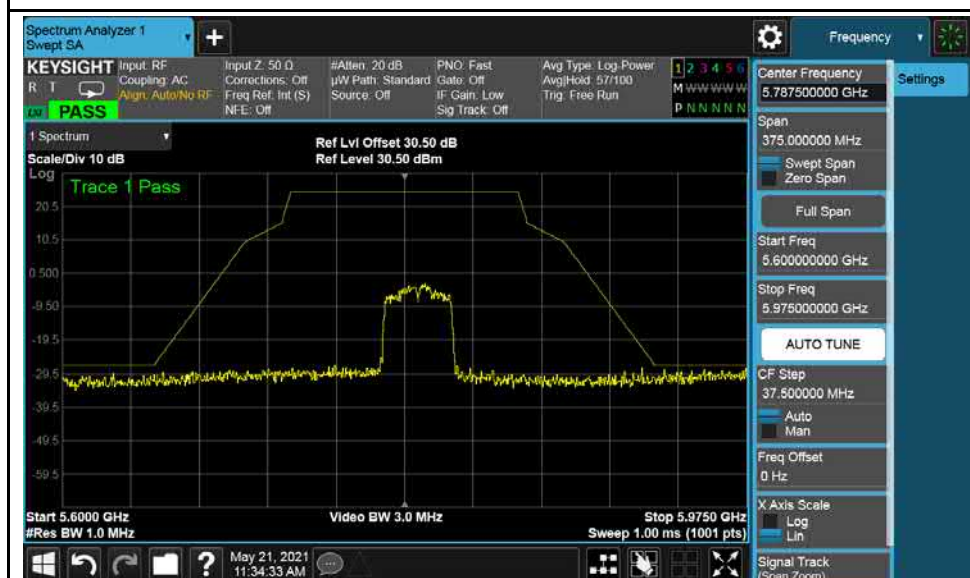 Spectrum Analyzer 1
Swept SA
+
Frequency
KEYSIGHT
R T
PASS
Input: RF
Coupling: AC
Align: Auto/No RF
Input Z: 50 Ω
Corrections: Off
Freq Ref: Int (S)
NFE: Off
#Atten: 20 dB
µW Path: Standard
Source: Off
PNO: Fast
Gate: Off
IF Gain: Low
Sig Track: Off
Avg Type: Log-Power
Avg|Hold: 57/100
Trig: Free Run
1 2 3 4 5 6
M W W W W W
P N N N N N
1 Spectrum
Scale/Div 10 dB
Log
Ref Lvl Offset 30.50 dB
Ref Level 30.50 dBm
Trace 1 Pass
20.5
10.5
0.500
-9.50
-19.5
-29.5
-39.5
-49.5
-59.5
Start 5.6000 GHz
#Res BW 1.0 MHz
Video BW 3.0 MHz
Stop 5.9750 GHz
Sweep 1.00 ms (1001 pts)
Center Frequency
5.787500000 GHz
Settings
Span
375.000000 MHz
Swept Span
Zero Span
Full Span
Start Freq
5.600000000 GHz
Stop Freq
5.975000000 GHz
AUTO TUNE
CF Step
37.500000 MHz
Auto
Man
Freq Offset
0 Hz
X Axis Scale
Log
Lin
Signal Track
(Span Zoom)
?
May 21, 2021
11:34:33 AM